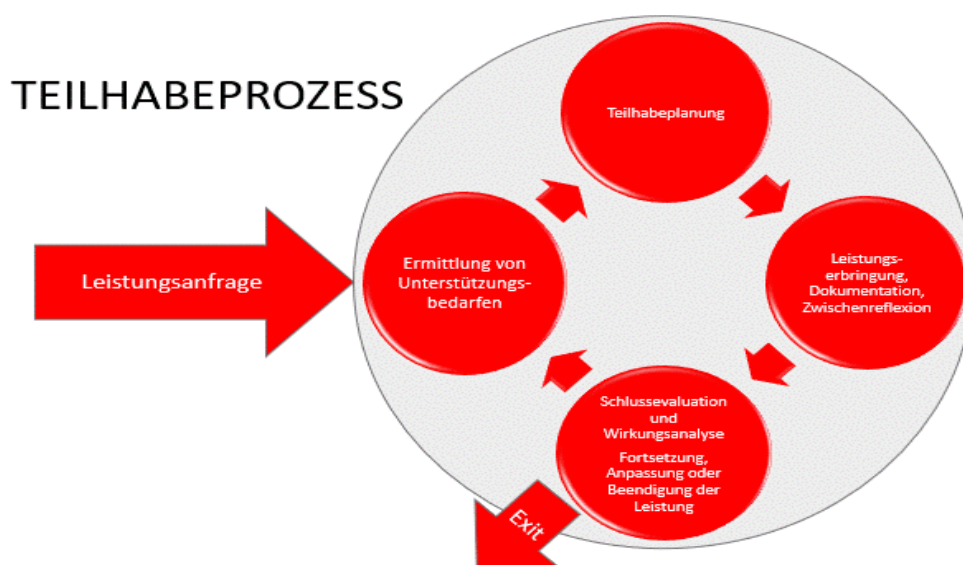 TEILHABEPROZESS
Leistungsanfrage
Ermittlung von
Unterstützungs-
bedarfen
Teilhabeplanung
Leistungs-
erbringung,
Dokumentation,
Zwischenreflexion
Schlussevaluation
und
Wirkungsanalyse
Fortsetzung,
Anpassung oder
Beendigung der
Leistung
Exit